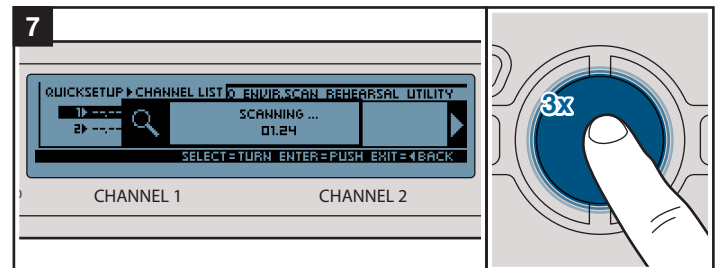 7
QUICKSETUP▶CHANNEL LIST O ENVIR.SCAN REHEARSAL UTILITY
1▶ --.--
2▶ --.--
SCANNING ...
01.24
SELECT=TURN ENTER=PUSH EXIT=◀BACK
CHANNEL 1 CHANNEL 2
3x